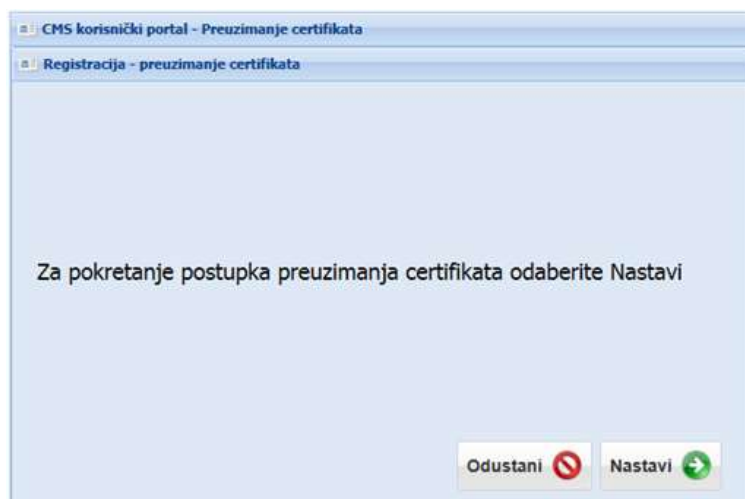 CMS korisnički portal - Preuzimanje certifikata
Registracija - preuzimanje certifikata
Za pokretanje postupka preuzimanja certifikata odaberite Nastavi
Odustani
Nastavi